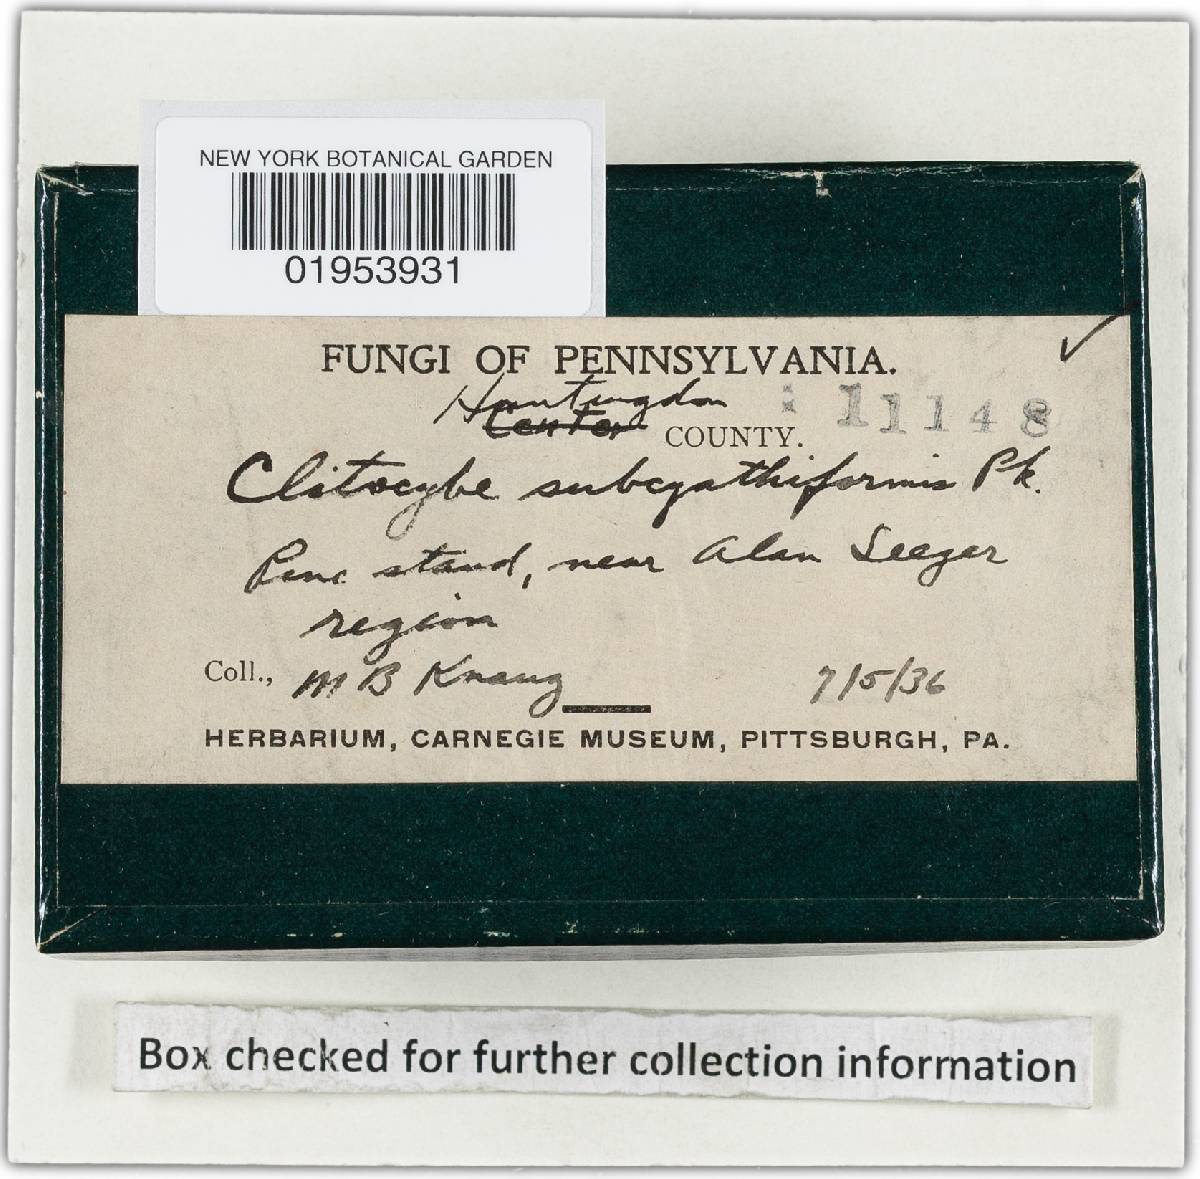 NEW YORK BOTANICAL GARDEN
01953931
FUNGI OF PENNSYLVANIA.
Huntingdon
Center COUNTY. 11148
Clitocybe subcyathiformis Pk.
Pine stand, near Alan Seeger
region
Coll., M B Knauz 7/5/36
HERBARIUM, CARNEGIE MUSEUM, PITTSBURGH, PA.
Box checked for further collection information